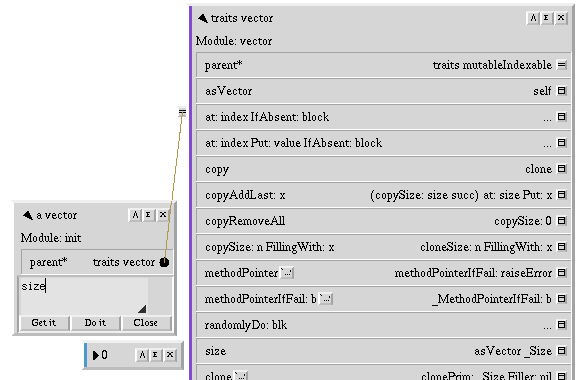 traits vector A E X
Module: vector
parent* traits mutableIndexable =
asVector self
at: index IfAbsent: block ...
at: index Put: value IfAbsent: block ...
copy clone
copyAddLast: x (copySize: size succ) at: size Put: x
copyRemoveAll copySize: 0
copySize: n FillingWith: x cloneSize: n FillingWith: x
methodPointer methodPointerIfFail: raiseError
methodPointerIfFail: b _MethodPointerIfFail: b
randomlyDo: blk ...
size asVector _Size
clone clonePrim: _Size Filler: nil
a vector A E X
Module: init
parent* traits vector
size
Get it Do it Close
0 A E X